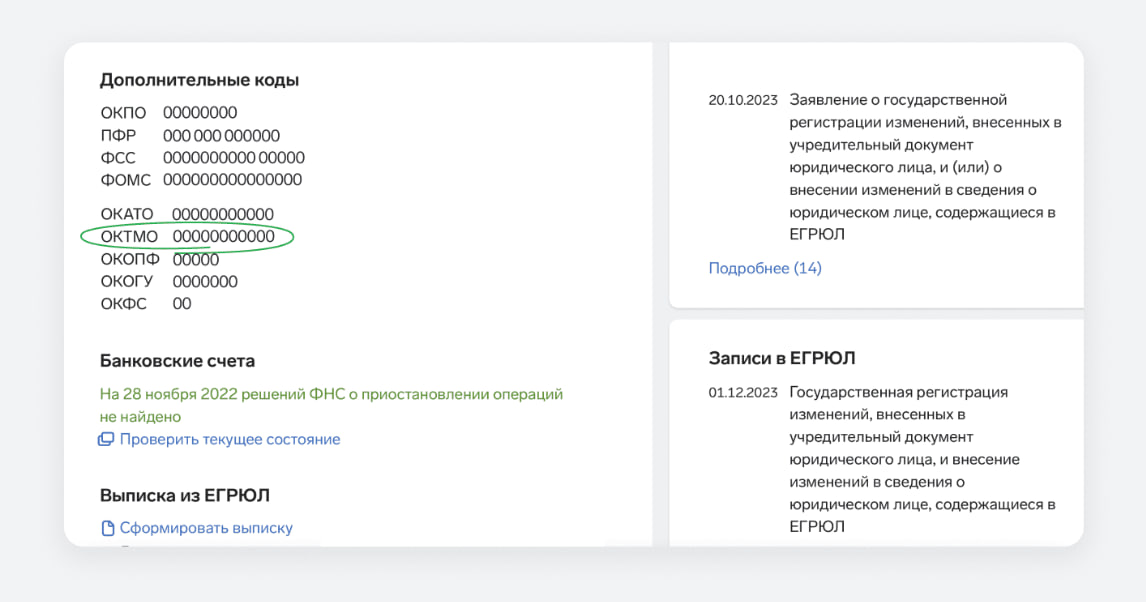 Дополнительные коды
ОКПО 00000000
ПФР 000 000 000000
ФСС 0000000000 00000
ФОМС 000000000000000
ОКАТО 00000000000
ОКТМО 00000000000
ОКОПФ 00000
ОКОГУ 0000000
ОКФС 00
Банковские счета
На 28 ноября 2022 решений ФНС о приостановлении операций
не найдено
Проверить текущее состояние
Выписка из ЕГРЮЛ
Сформировать выписку
20.10.2023 Заявление о государственной
регистрации изменений, внесенных в
учредительный документ
юридического лица, и (или) о
внесении изменений в сведения о
юридическом лице, содержащиеся в
ЕГРЮЛ
Подробнее (14)
Записи в ЕГРЮЛ
01.12.2023 Государственная регистрация
изменений, внесенных в
учредительный документ
юридического лица, и внесение
изменений в сведения о
юридическом лице, содержащиеся в
ЕГРЮЛ